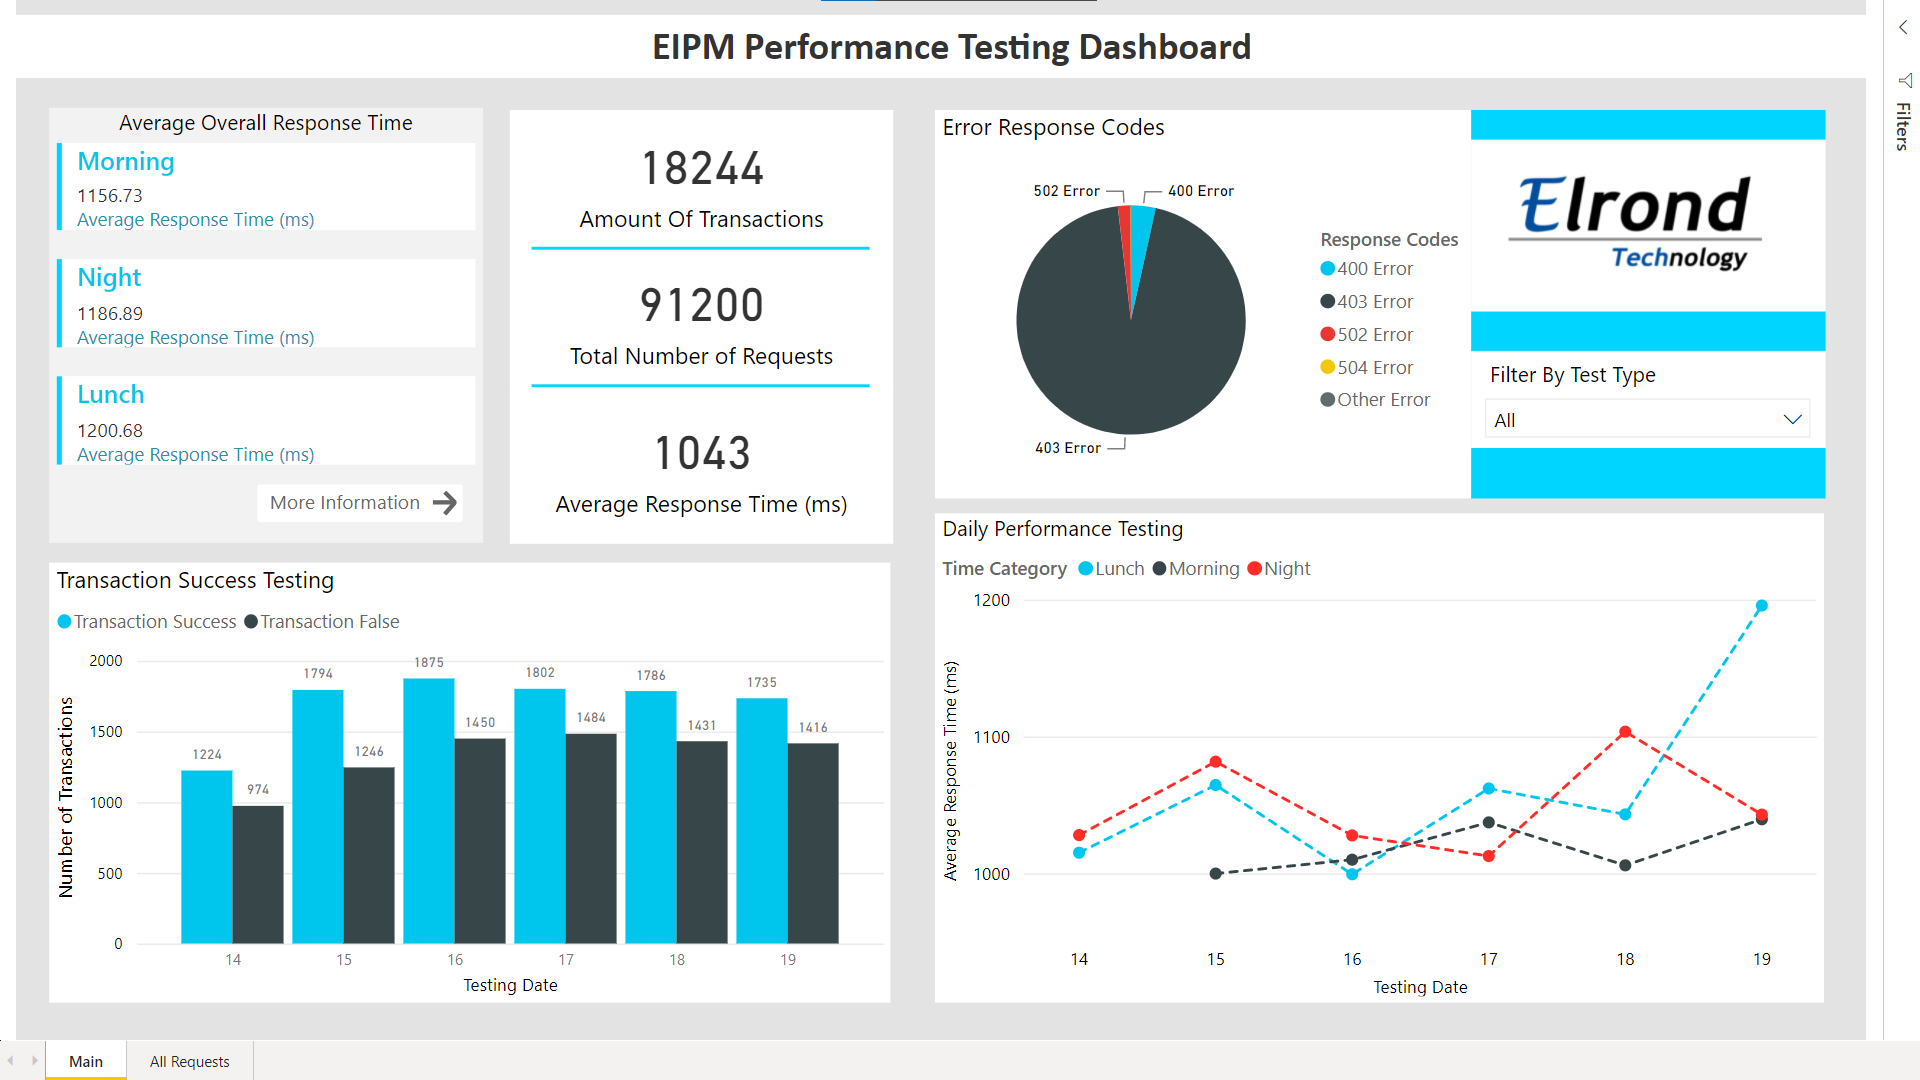 EIPM Performance Testing Dashboard
Filters
Average Overall Response Time
Morning
1156.73
Average Response Time (ms)
Night
1186.89
Average Response Time (ms)
Lunch
1200.68
Average Response Time (ms)
More Information
18244
Amount Of Transactions
91200
Total Number of Requests
1043
Average Response Time (ms)
Error Response Codes
502 Error
400 Error
403 Error
Response Codes
400 Error
403 Error
502 Error
504 Error
Other Error
Elrond
Technology
Filter By Test Type
All
Transaction Success Testing
Transaction Success Transaction False
Number of Transactions
2000
1500
1000
500
0
1224
974
1794
1246
1875
1450
1802
1484
1786
1431
1735
1416
14 15 16 17 18 19
Testing Date
Daily Performance Testing
Time Category Lunch Morning Night
Average Response Time (ms)
1200
1100
1000
14 15 16 17 18 19
Testing Date
Main
All Requests